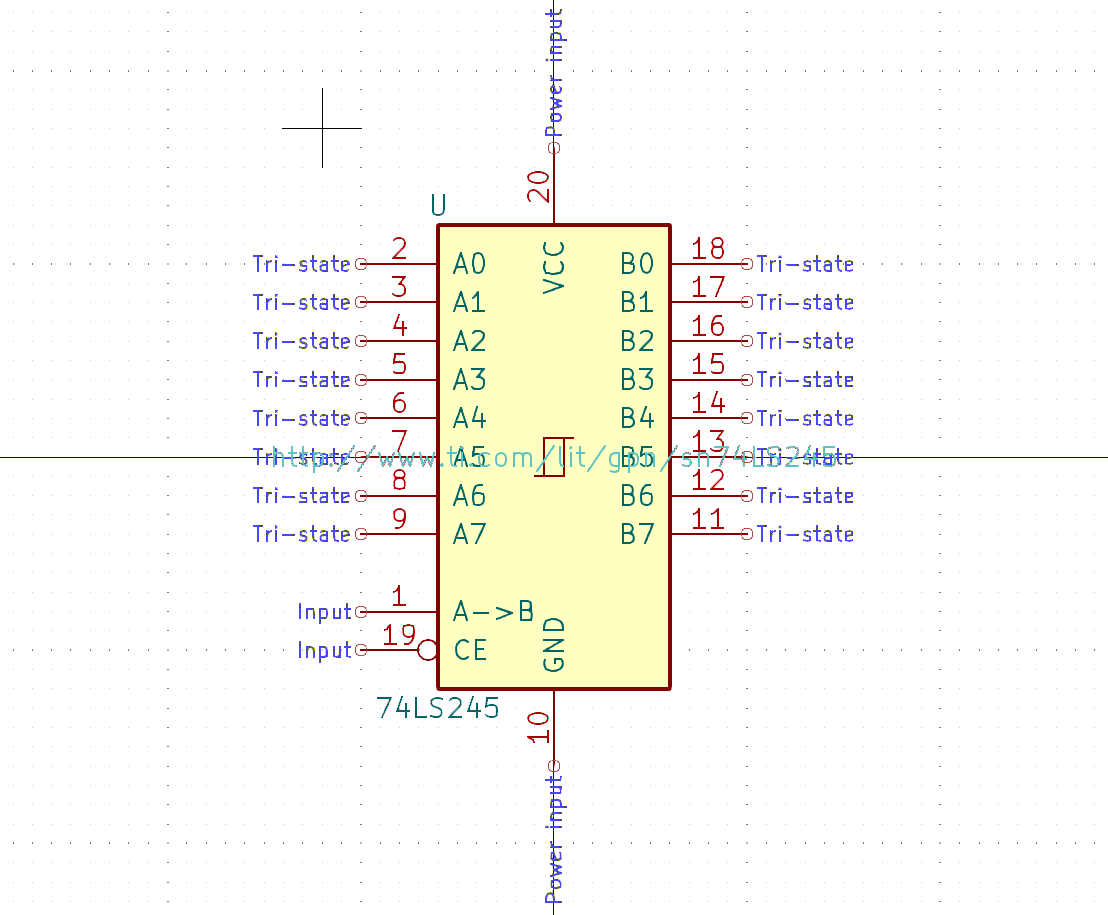 Power input
20
U
VCC
Tri-state 2 A0 B0 18 Tri-state
Tri-state 3 A1 B1 17 Tri-state
Tri-state 4 A2 B2 16 Tri-state
Tri-state 5 A3 B3 15 Tri-state
Tri-state 6 A4 B4 14 Tri-state
Tri-state 7 A5 B5 13 Tri-state
http://www.ti.com/lit/gpn/sn74LS245
Tri-state 8 A6 B6 12 Tri-state
Tri-state 9 A7 B7 11 Tri-state
Input 1 A->B
Input 19 CE
GND
74LS245
10
Power input